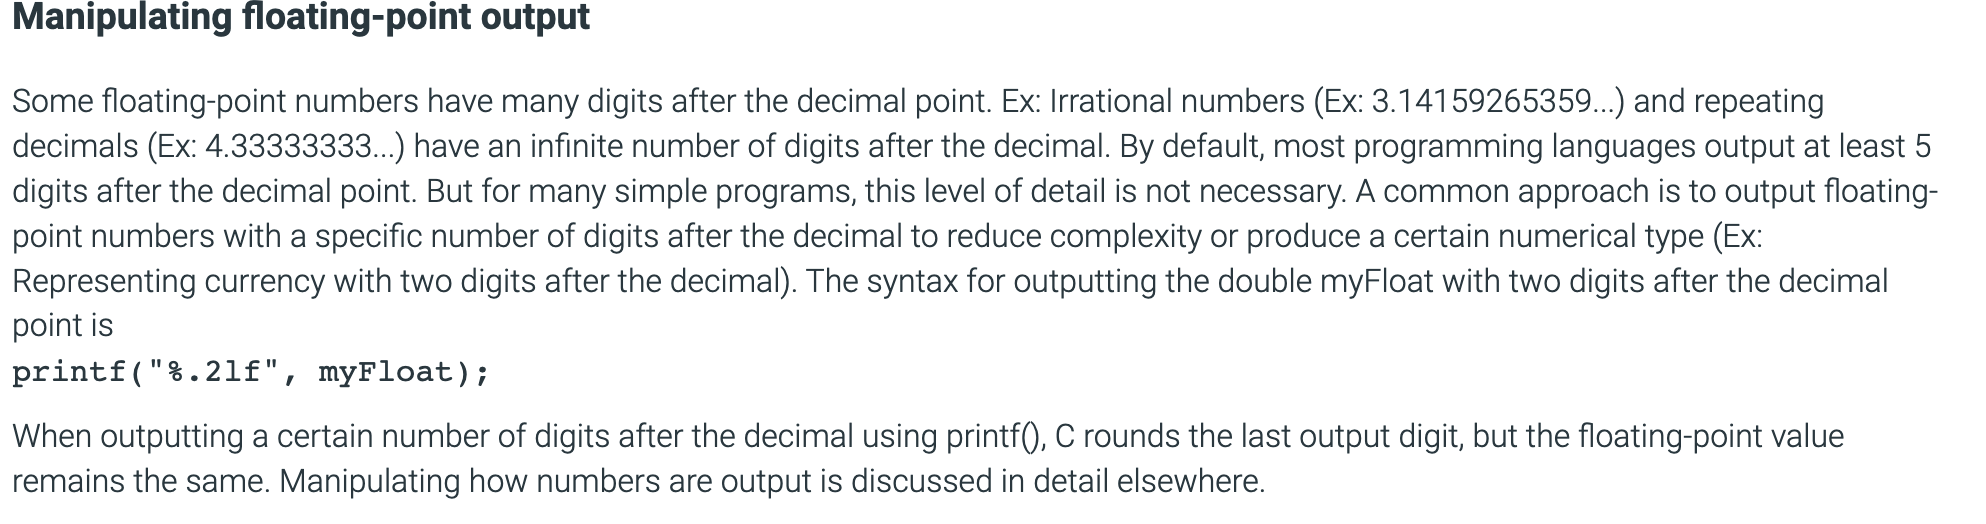 Manipulating floating-point output
Some floating-point numbers have many digits after the decimal point. Ex: Irrational numbers (Ex: 3.14159265359...) and repeating
decimals (Ex: 4.33333333...) have an infinite number of digits after the decimal. By default, most programming languages output at least 5
digits after the decimal point. But for many simple programs, this level of detail is not necessary. A common approach is to output floating-
point numbers with a specific number of digits after the decimal to reduce complexity or produce a certain numerical type (Ex:
Representing currency with two digits after the decimal). The syntax for outputting the double myFloat with two digits after the decimal
point is
printf("%.2lf", myFloat);
When outputting a certain number of digits after the decimal using printf(), C rounds the last output digit, but the floating-point value
remains the same. Manipulating how numbers are output is discussed in detail elsewhere.